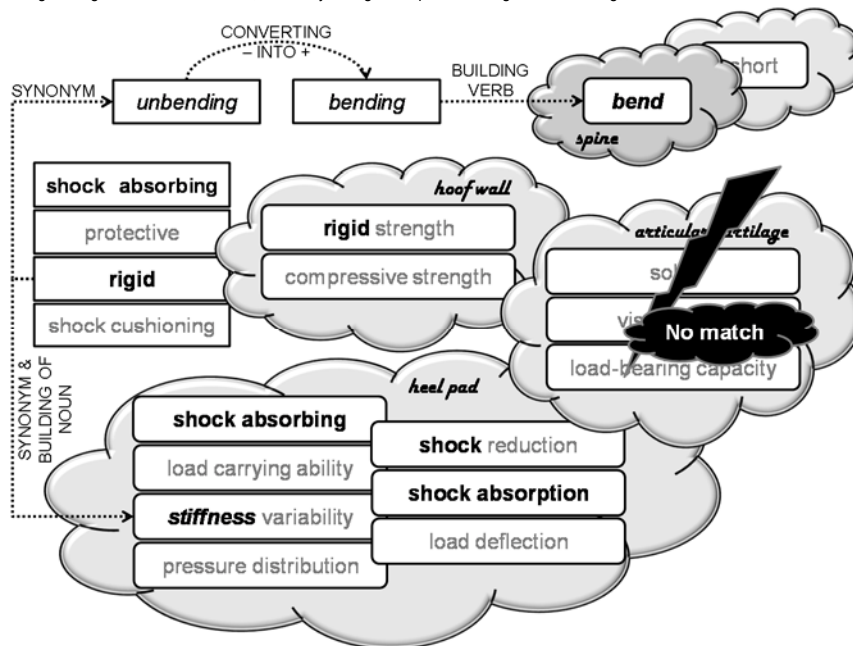 CONVERTING
– INTO +
SYNONYM
unbending
bending
BUILDING
VERB
bend
spine
short
shock absorbing
protective
rigid
shock cushioning
hoof wall
rigid strength
compressive strength
No match
load-bearing capacity
SYNONYM &
BUILDING OF
NOUN
heel pad
shock absorbing
load carrying ability
stiffness variability
pressure distribution
shock reduction
shock absorption
load deflection